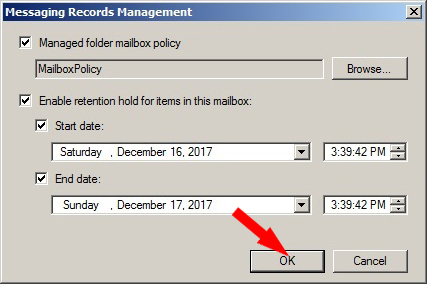 Messaging Records Management
Managed folder mailbox policy
MailboxPolicy Browse...
Enable retention hold for items in this mailbox:
Start date:
Saturday , December 16, 2017 3:39:42 PM
End date:
Sunday , December 17, 2017 3:39:42 PM
OK Cancel